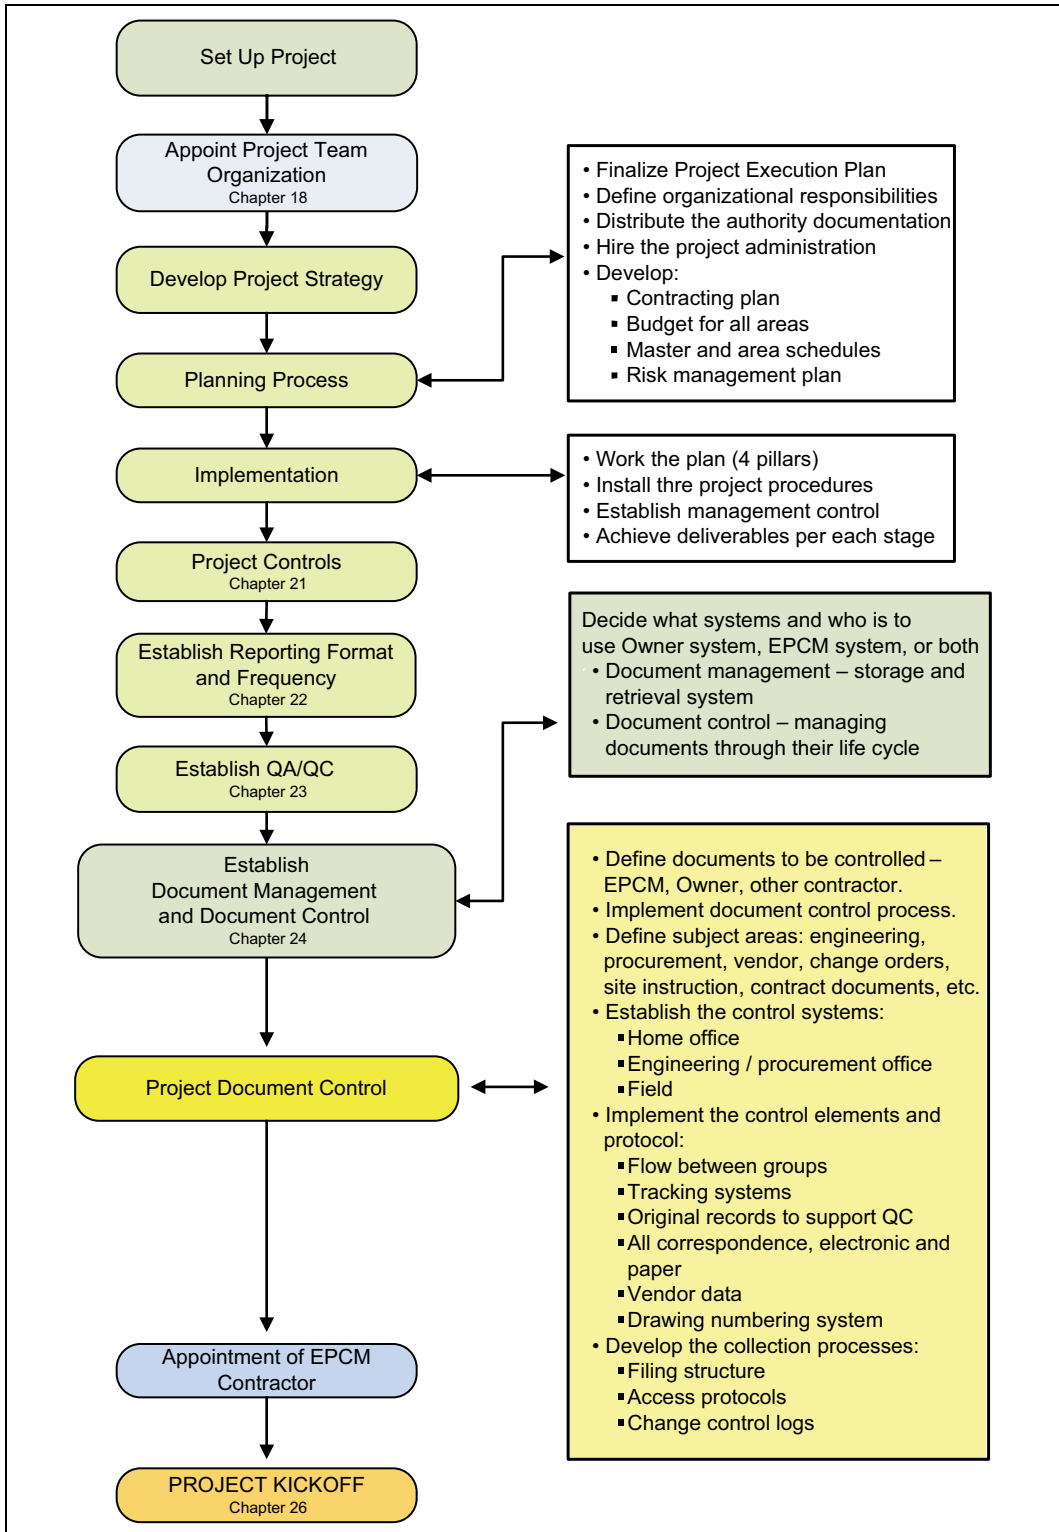 Set Up Project
Appoint Project Team
Organization
Chapter 18
Develop Project Strategy
Planning Process
• Finalize Project Execution Plan
• Define organizational responsibilities
• Distribute the authority documentation
• Hire the project administration
• Develop:
▪ Contracting plan
▪ Budget for all areas
▪ Master and area schedules
▪ Risk management plan
Implementation
• Work the plan (4 pillars)
• Install thre project procedures
• Establish management control
• Achieve deliverables per each stage
Project Controls
Chapter 21
Establish Reporting Format
and Frequency
Chapter 22
Establish QA/QC
Chapter 23
Establish
Document Management
and Document Control
Chapter 24
Decide what systems and who is to
use Owner system, EPCM system, or both
• Document management – storage and
retrieval system
• Document control – managing
documents through their life cycle
Project Document Control
• Define documents to be controlled –
EPCM, Owner, other contractor.
• Implement document control process.
• Define subject areas: engineering,
procurement, vendor, change orders,
site instruction, contract documents, etc.
• Establish the control systems:
▪Home office
▪Engineering / procurement office
▪Field
• Implement the control elements and
protocol:
▪Flow between groups
▪Tracking systems
▪Original records to support QC
▪All correspondence, electronic and
paper
▪Vendor data
▪Drawing numbering system
• Develop the collection processes:
▪Filing structure
▪Access protocols
▪Change control logs
Appointment of EPCM
Contractor
PROJECT KICKOFF
Chapter 26